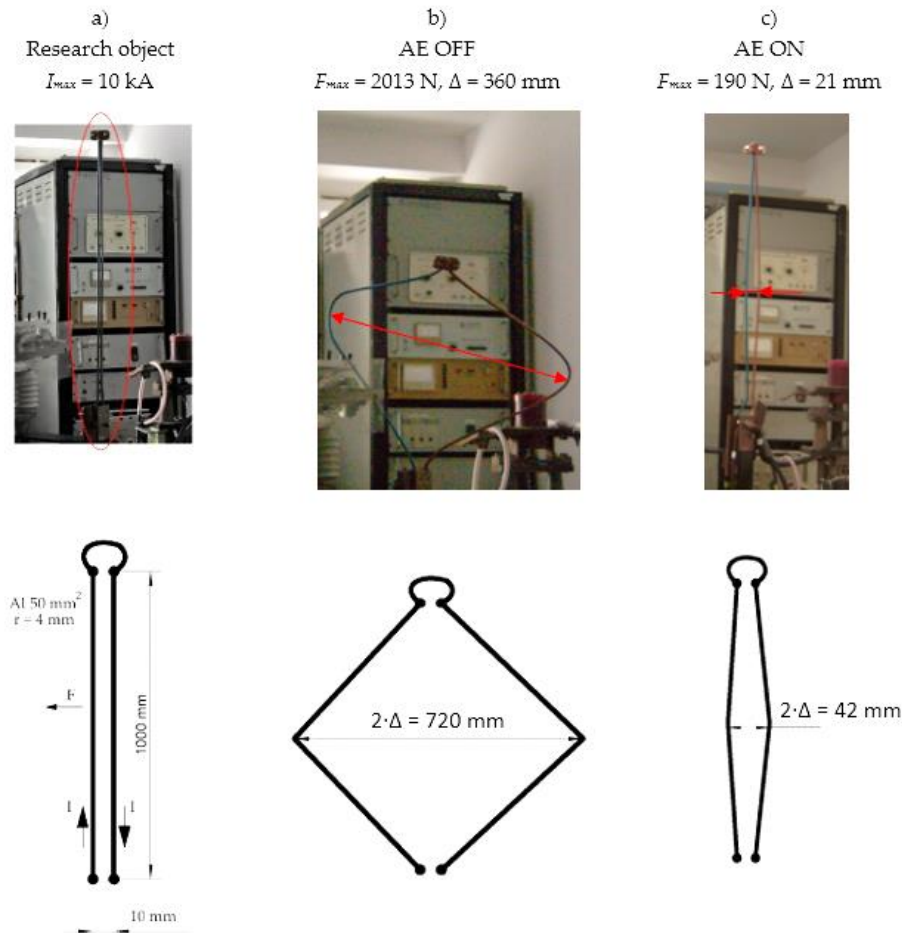 a)
Research object
Imax = 10 kA
b)
AE OFF
Fmax = 2013 N, Δ = 360 mm
c)
AE ON
Fmax = 190 N, Δ = 21 mm
Al 50 mm²
r = 4 mm
F
1000 mm
I
I
10 mm
2·Δ = 720 mm
2·Δ = 42 mm